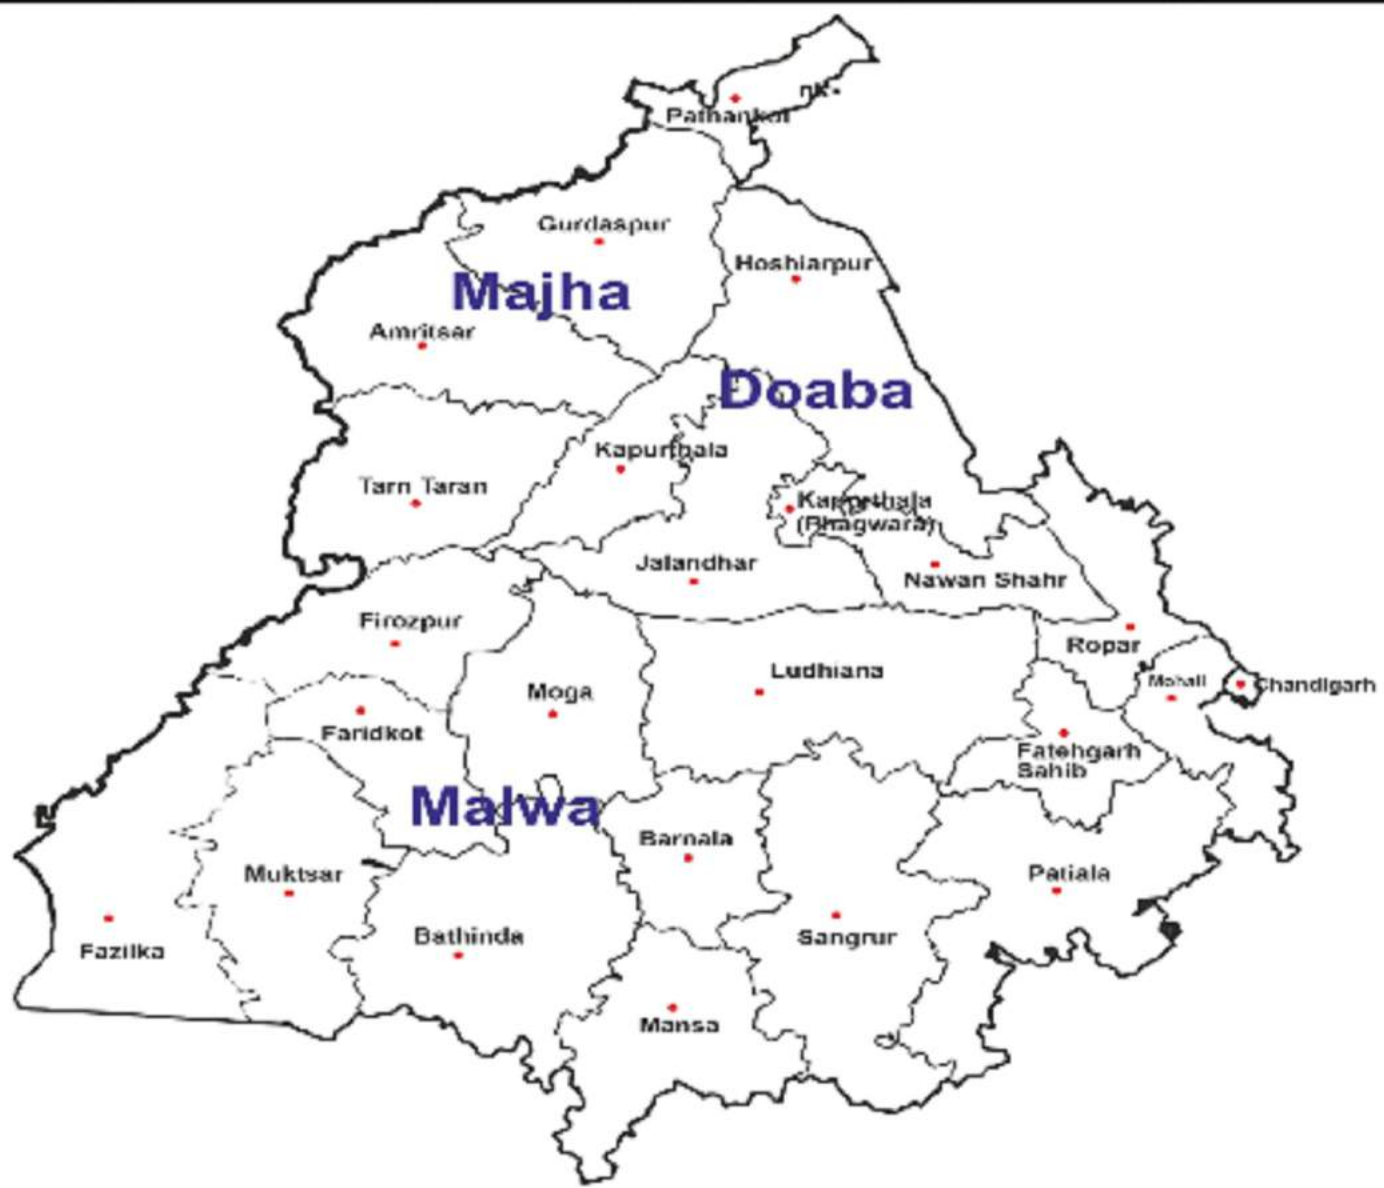 Pathankot
Gurdaspur
Hoshiarpur
Majha
Amritsar
Doaba
Kapurthala
Tarn Taran
Kapurthala
(Phagwara)
Jalandhar
Nawan Shahr
Firozpur
Ropar
Ludhiana
Mohali
Chandigarh
Moga
Faridkot
Fatehgarh
Sahib
Malwa
Barnala
Muktsar
Patiala
Bathinda
Sangrur
Fazilka
Mansa